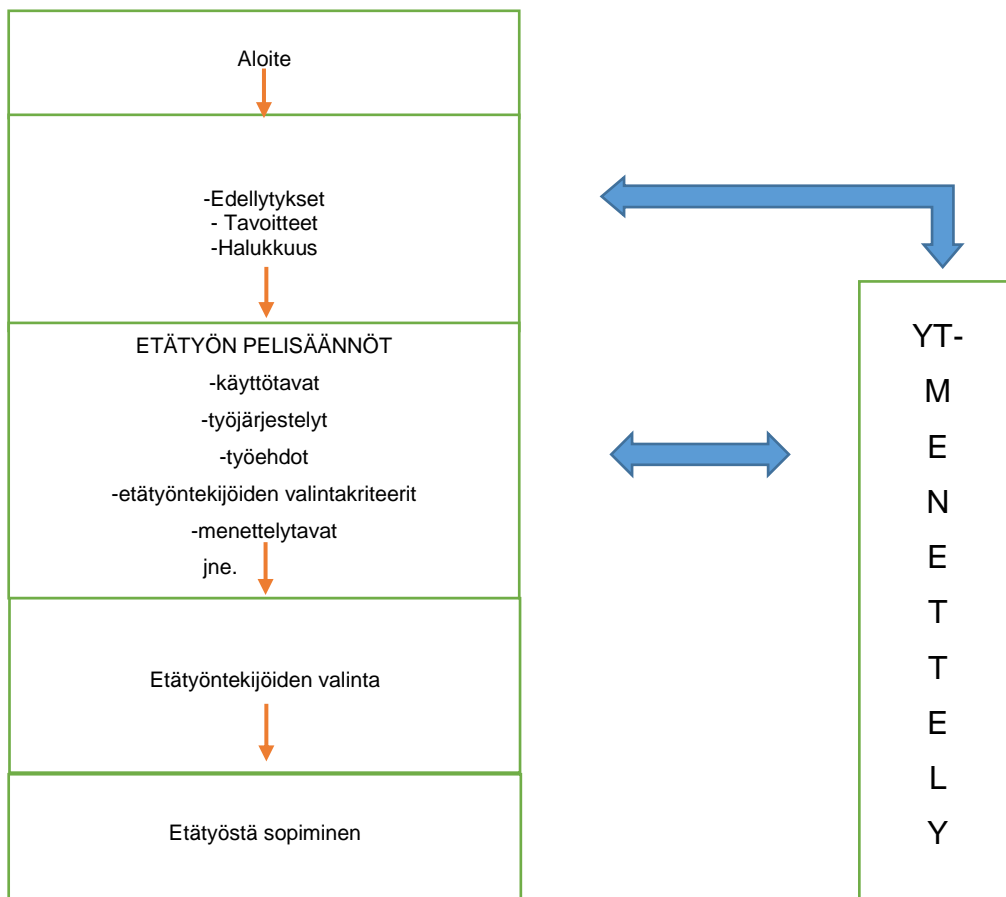 Aloite
-Edellytykset
- Tavoitteet
-Halukkuus
ETÄTYÖN PELISÄÄNNÖT
-käyttötavat
-työjärjestelyt
-työehdot
-etätyöntekijöiden valintakriteerit
-menettelytavat
jne.
Etätyöntekijöiden valinta
Etätyöstä sopiminen
YT-
M
E
N
E
T
T
E
L
Y